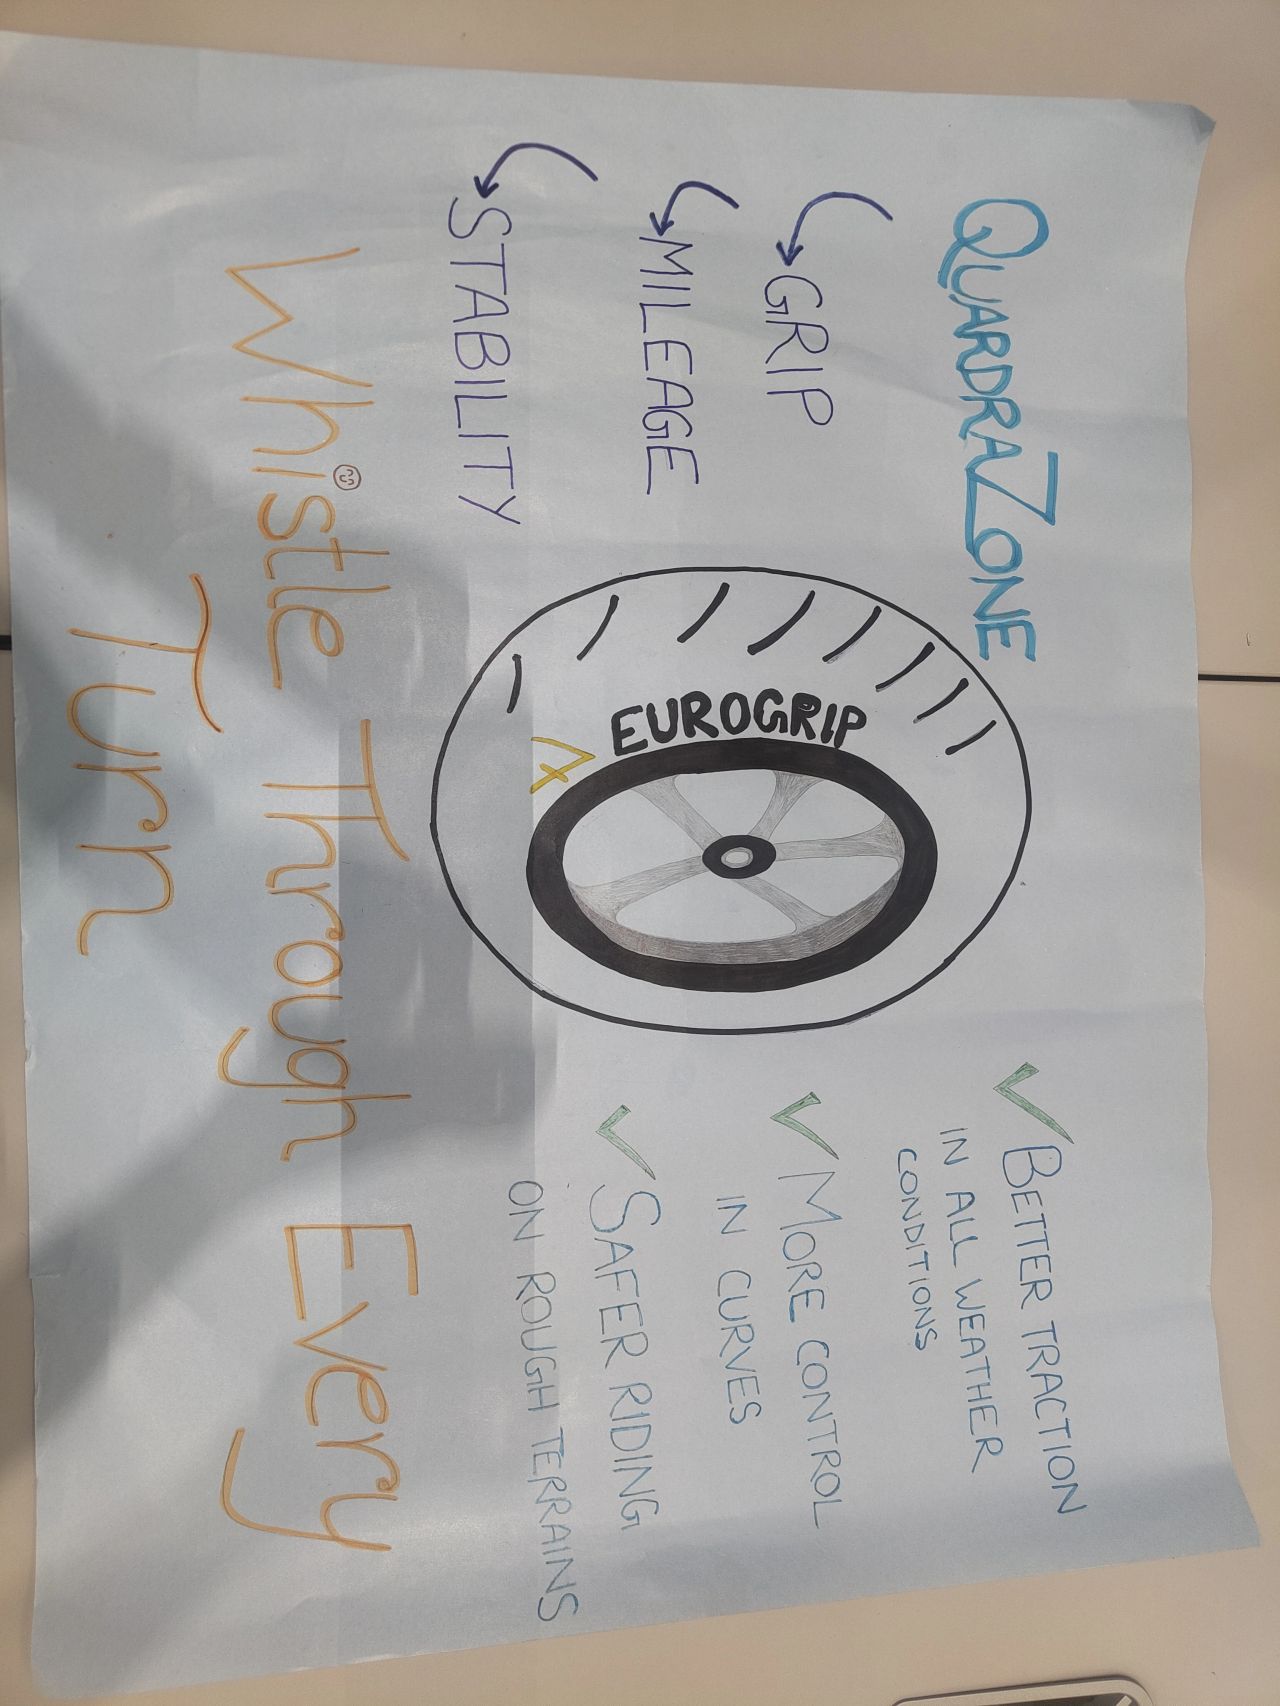 QUARDRAZONE
GRIP
MILEAGE
STABILITY
EUROGRIP
BETTER TRACTION
IN ALL WEATHER
CONDITIONS
MORE CONTROL
IN CURVES
SAFER RIDING
ON ROUGH TERRAINS
Whistle Through Every
Turn